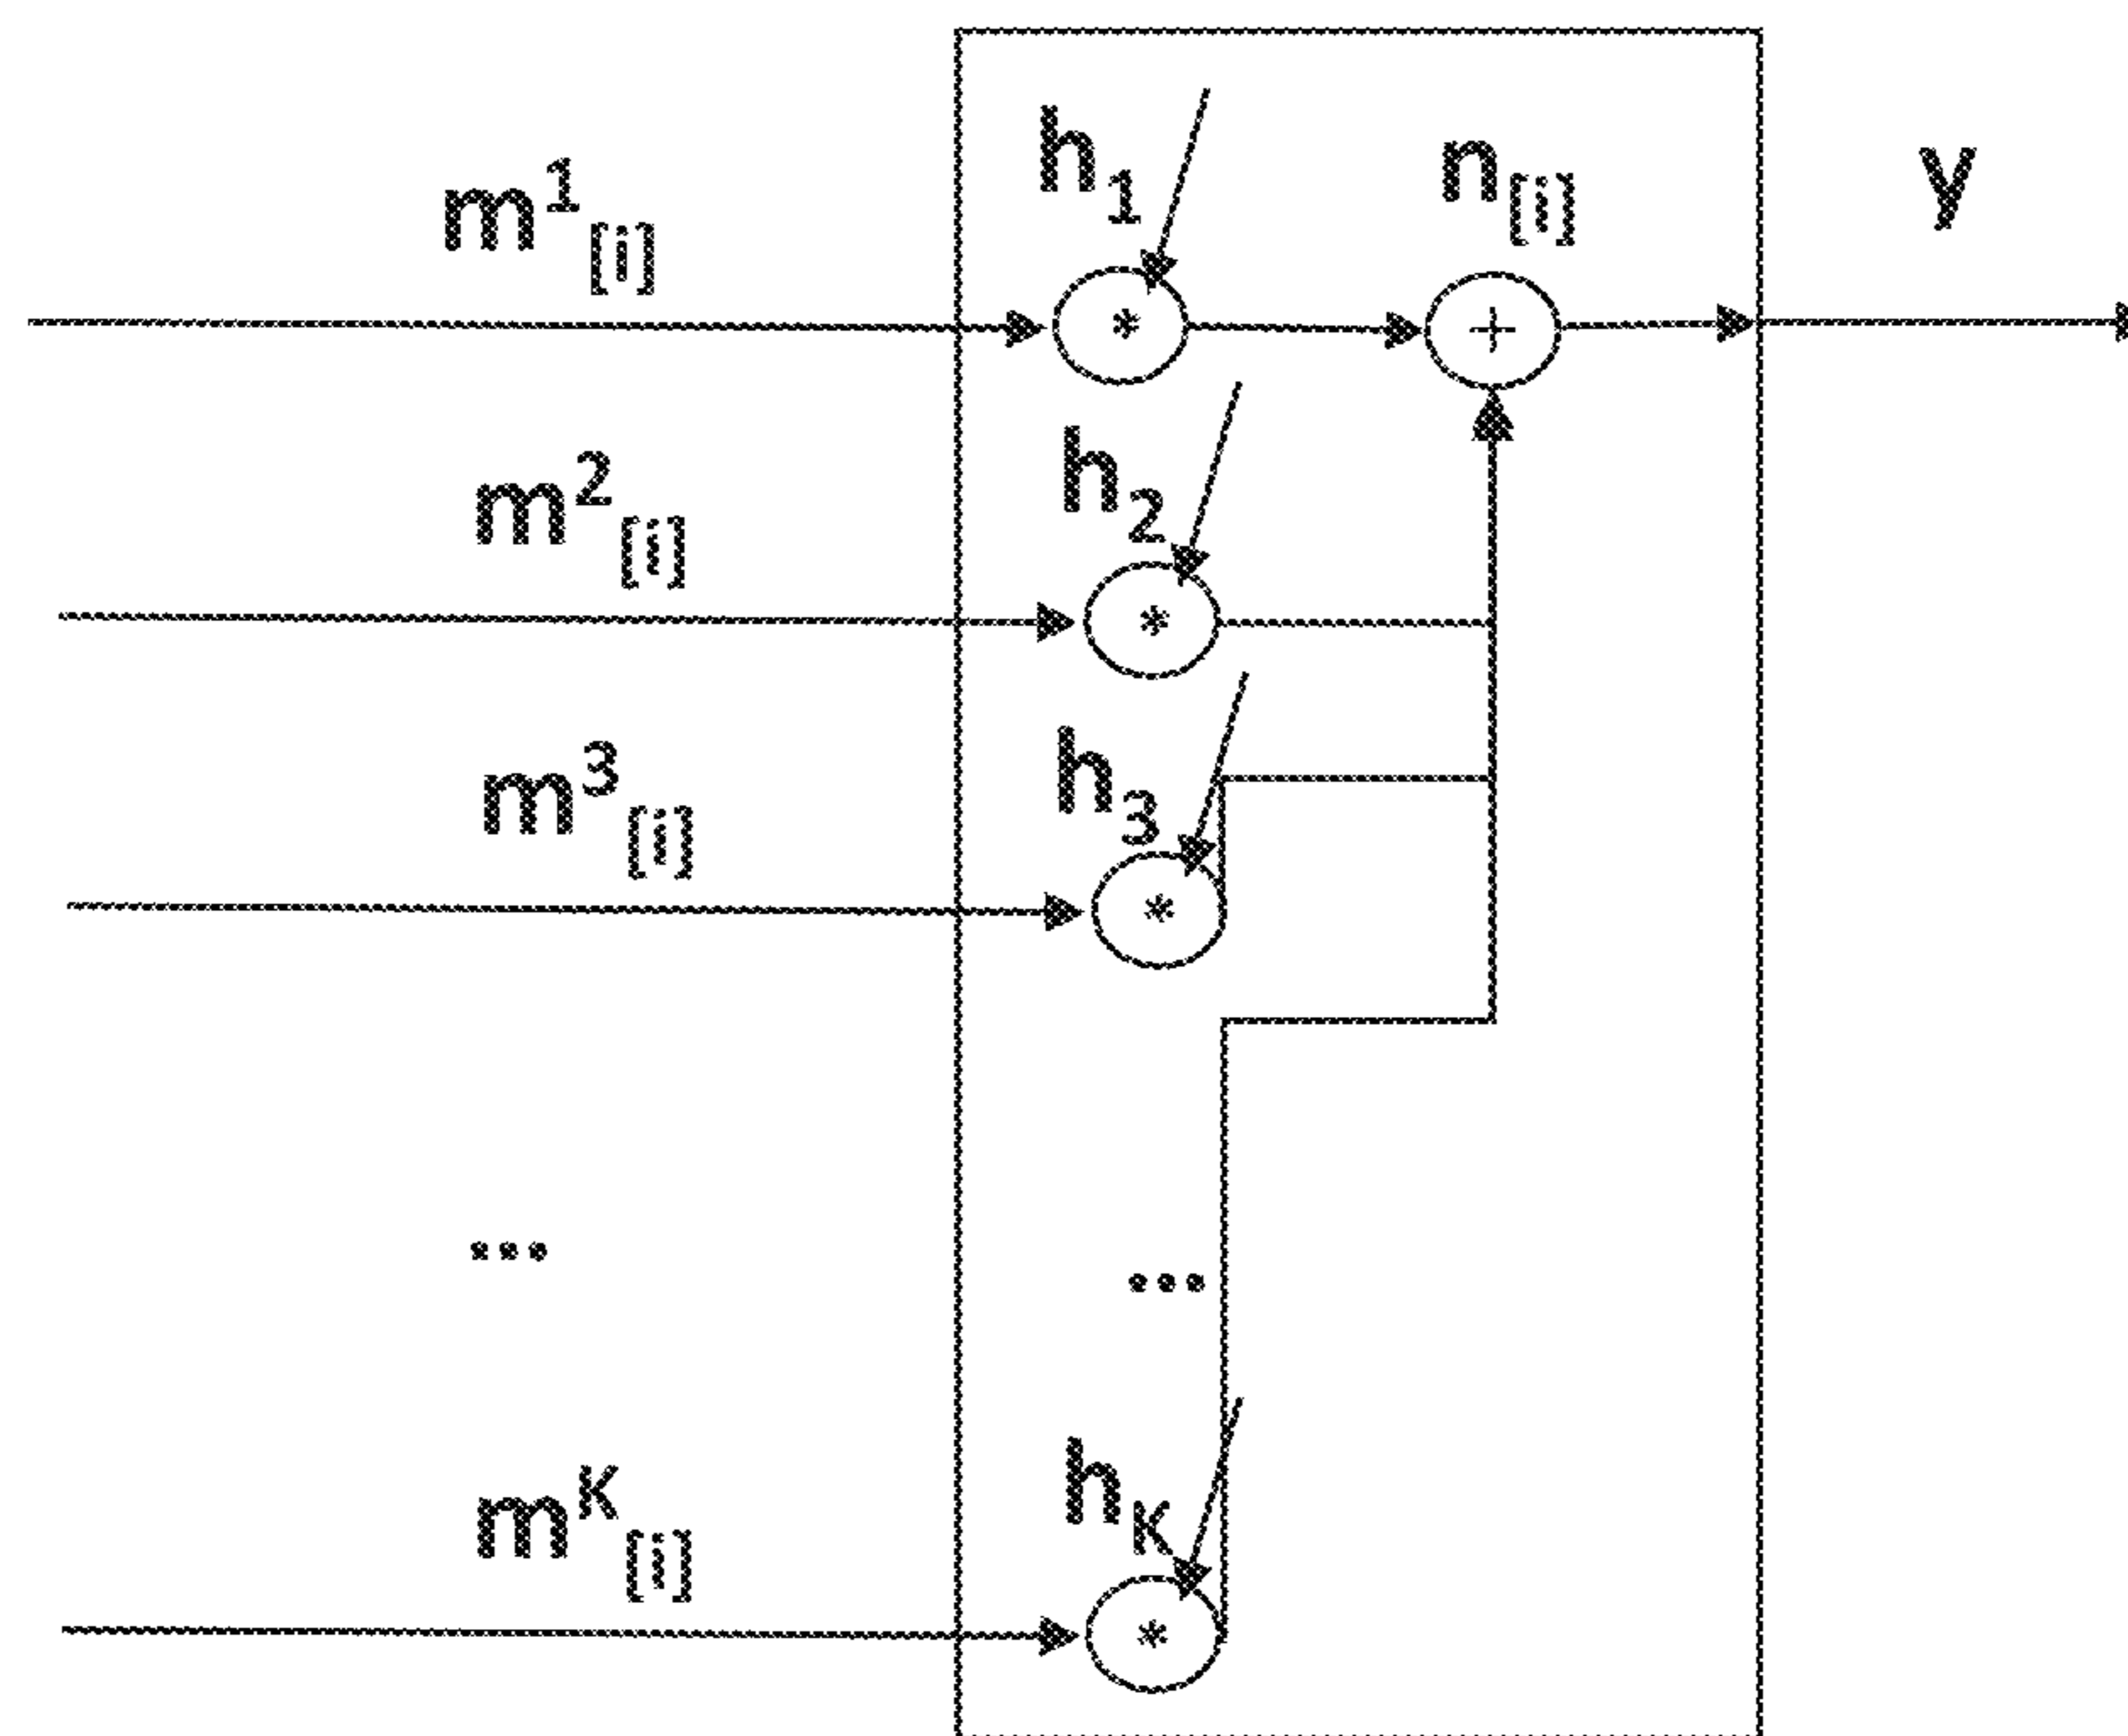 m¹[i]
h₁
n[i]
y
*
+
m²[i]
h₂
*
m³[i]
h₃
*
...
...
mᴷ[i]
hK
*